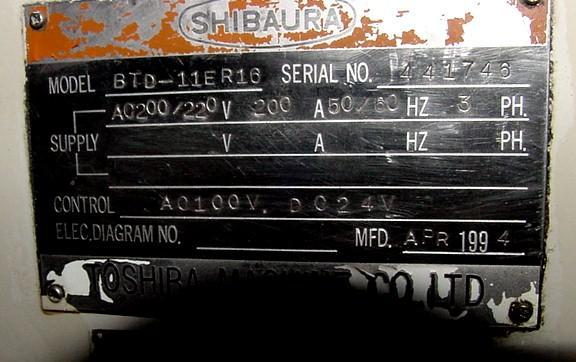 SHIBAURA
MODEL BTD-11ER16 SERIAL NO. 441746
SUPPLY AC200/220 V 200 A 50/60 HZ 3 PH.
V A HZ PH.
CONTROL AC100V. DC24V
ELEC.DIAGRAM NO. MFD. APR 1994
TOSHIBA MACHINE CO LTD